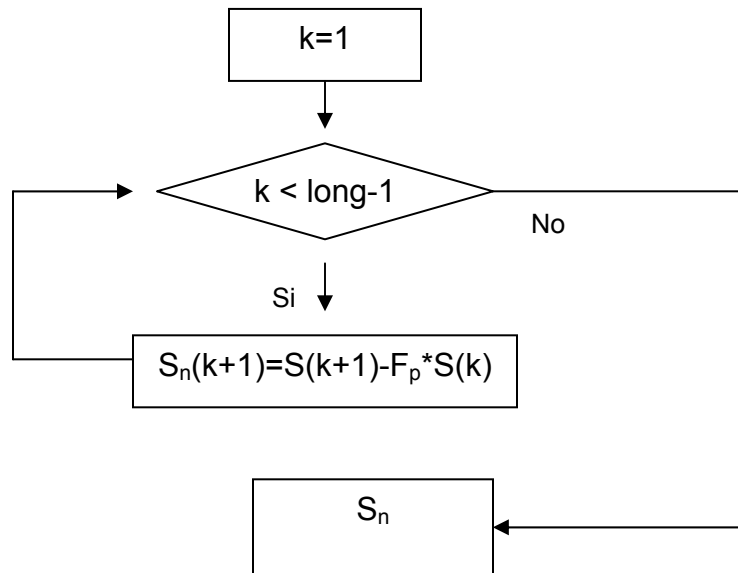 k=1
k < long-1
No
Si
Sₙ(k+1)=S(k+1)-Fₚ*S(k)
Sₙ